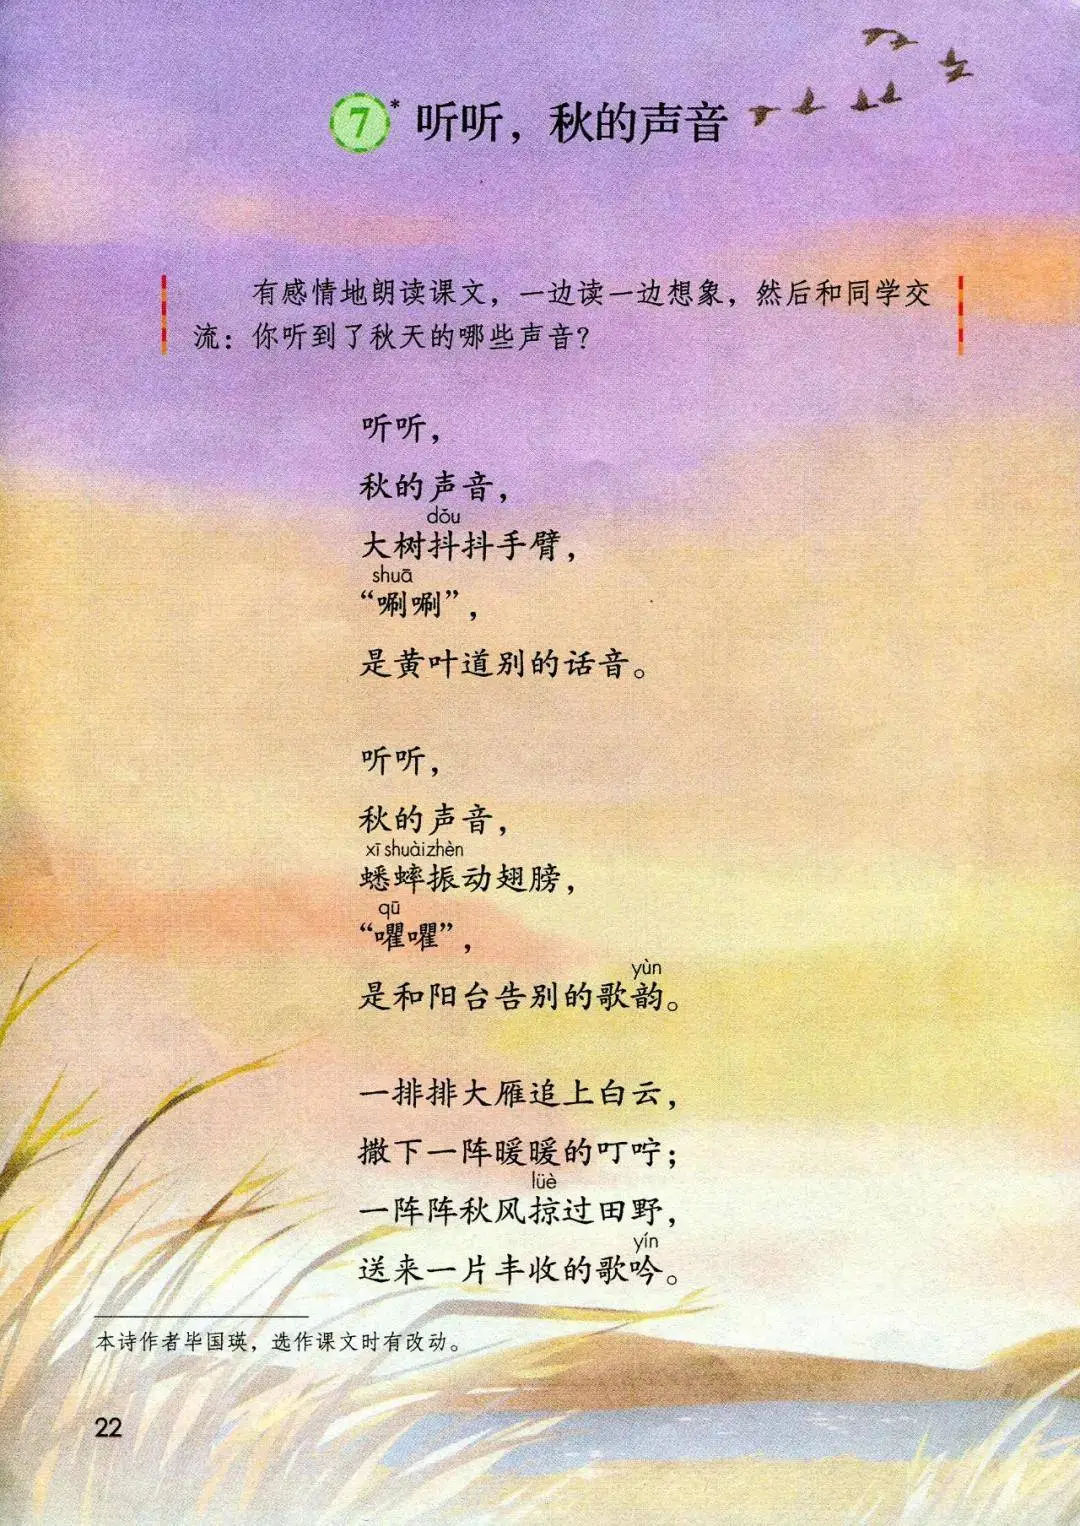 7* 听听，秋的声音
有感情地朗读课文，一边读一边想象，然后和同学交
流：你听到了秋天的哪些声音？
听听，
秋的声音，
dǒu
大树抖抖手臂，
shuā
“唰唰”，
是黄叶道别的话音。
听听，
秋的声音，
xī shuài zhèn
蟋蟀振动翅膀，
qū
“㘗㘗”，
是和阳台告别的歌韵。
yùn
一排排大雁追上白云，
撒下一阵暖暖的叮咛；
lüè
一阵阵秋风掠过田野，
yín
送来一片丰收的歌吟。
本诗作者毕国瑛，选作课文时有改动。
22